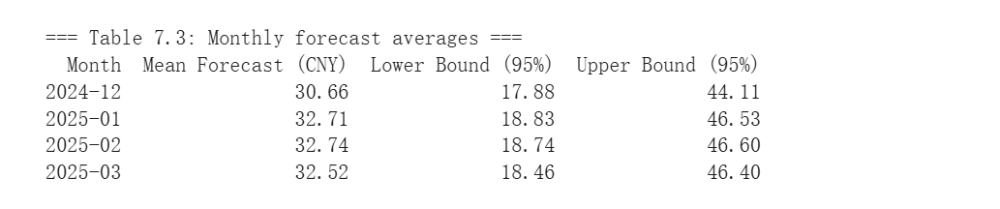 === Table 7.3: Monthly forecast averages ===
Month Mean Forecast (CNY) Lower Bound (95%) Upper Bound (95%)
2024-12 30.66 17.88 44.11
2025-01 32.71 18.83 46.53
2025-02 32.74 18.74 46.60
2025-03 32.52 18.46 46.40